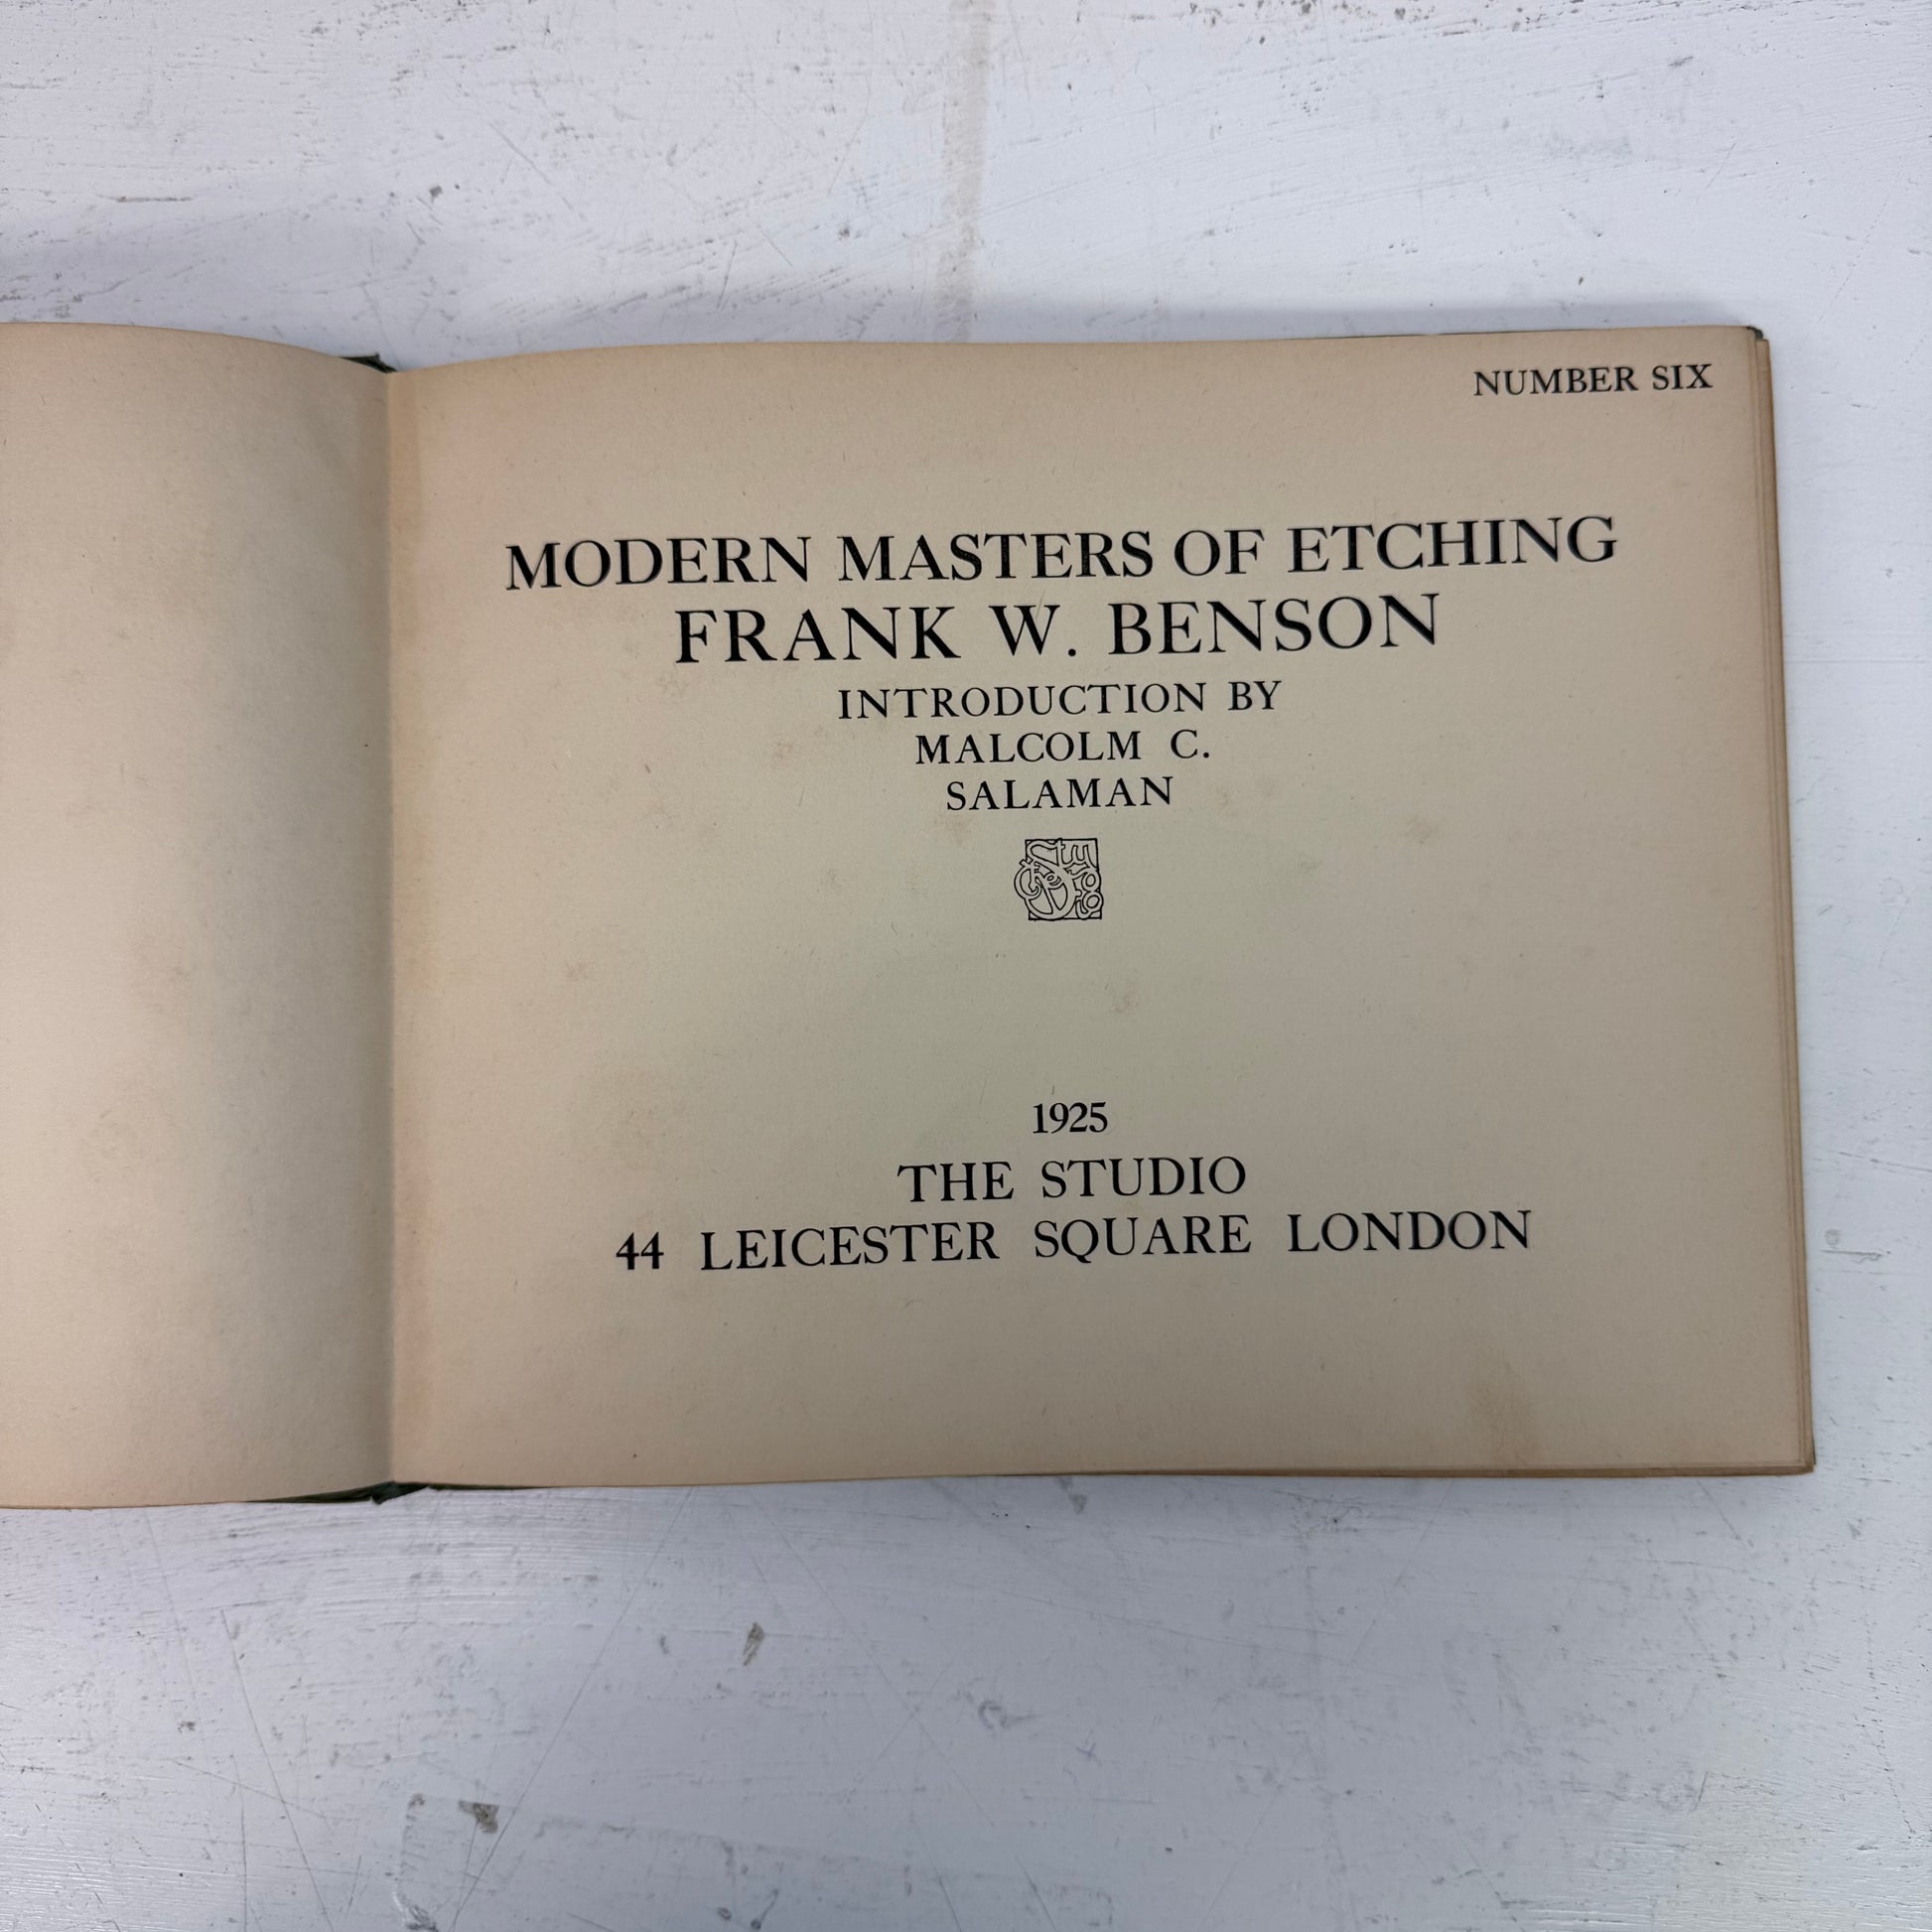 NUMBER SIX
MODERN MASTERS OF ETCHING
FRANK W. BENSON
INTRODUCTION BY
MALCOLM C.
SALAMAN
1925
THE STUDIO
44 LEICESTER SQUARE LONDON